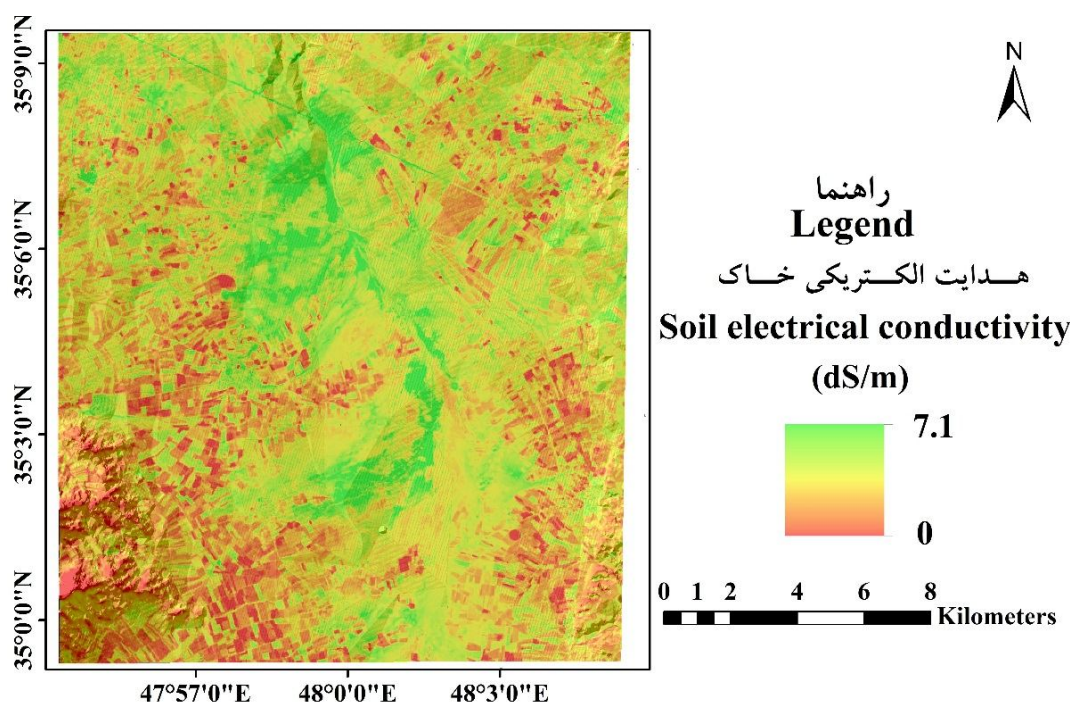 35°9'0"N
35°6'0"N
35°3'0"N
35°0'0"N
47°57'0"E 48°0'0"E 48°3'0"E
N
راهنما
Legend
هدایت الکتریکی خاک
Soil electrical conductivity
(dS/m)
7.1
0
0 1 2 4 6 8
Kilometers